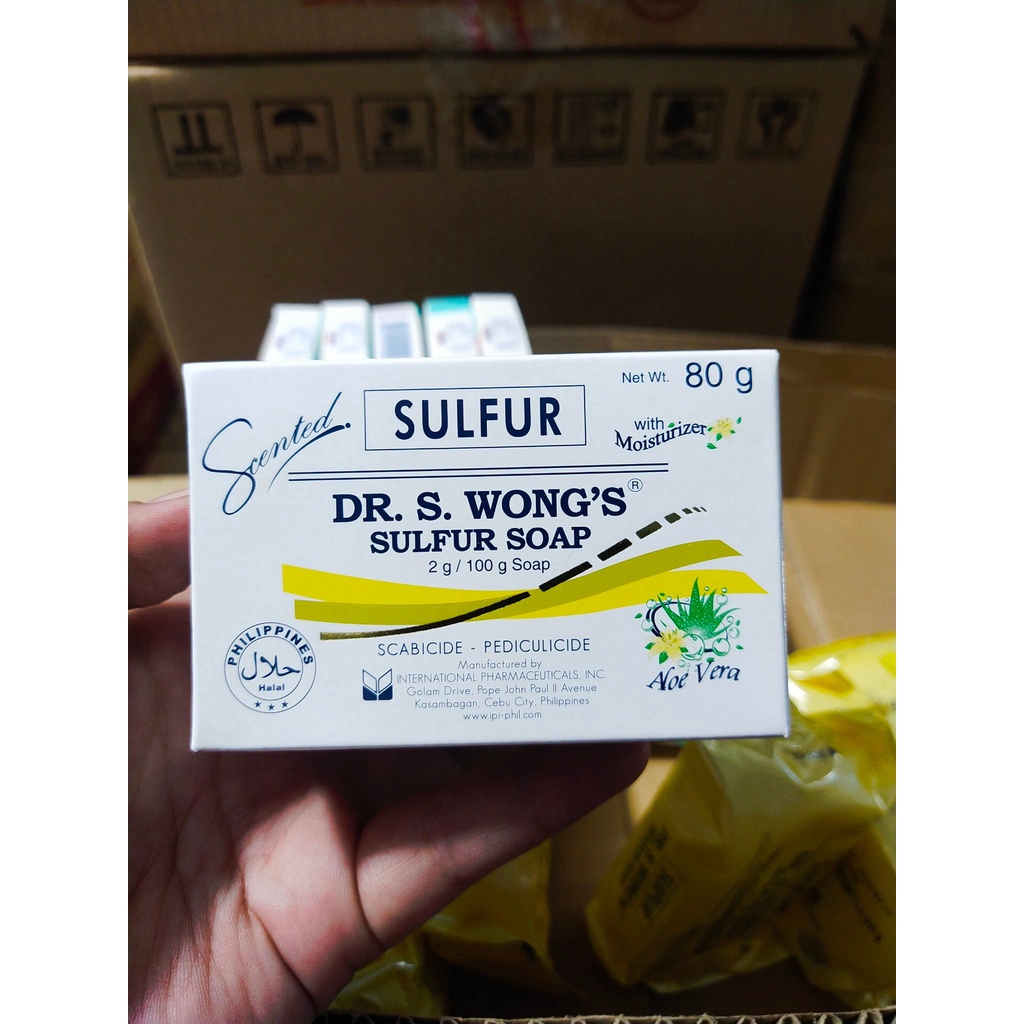 Scented
SULFUR
Net Wt. 80 g
with
Moisturizer
DR. S. WONG'S®
SULFUR SOAP
2 g / 100 g Soap
SCABICIDE - PEDICULICIDE
Manufactured by
INTERNATIONAL PHARMACEUTICALS, INC.
Golam Drive, Pope John Paul II Avenue
Kasambagan, Cebu City, Philippines
www.ipi-phil.com
PHILIPPINES
حلال
Halal
Aloe Vera
SULFUR